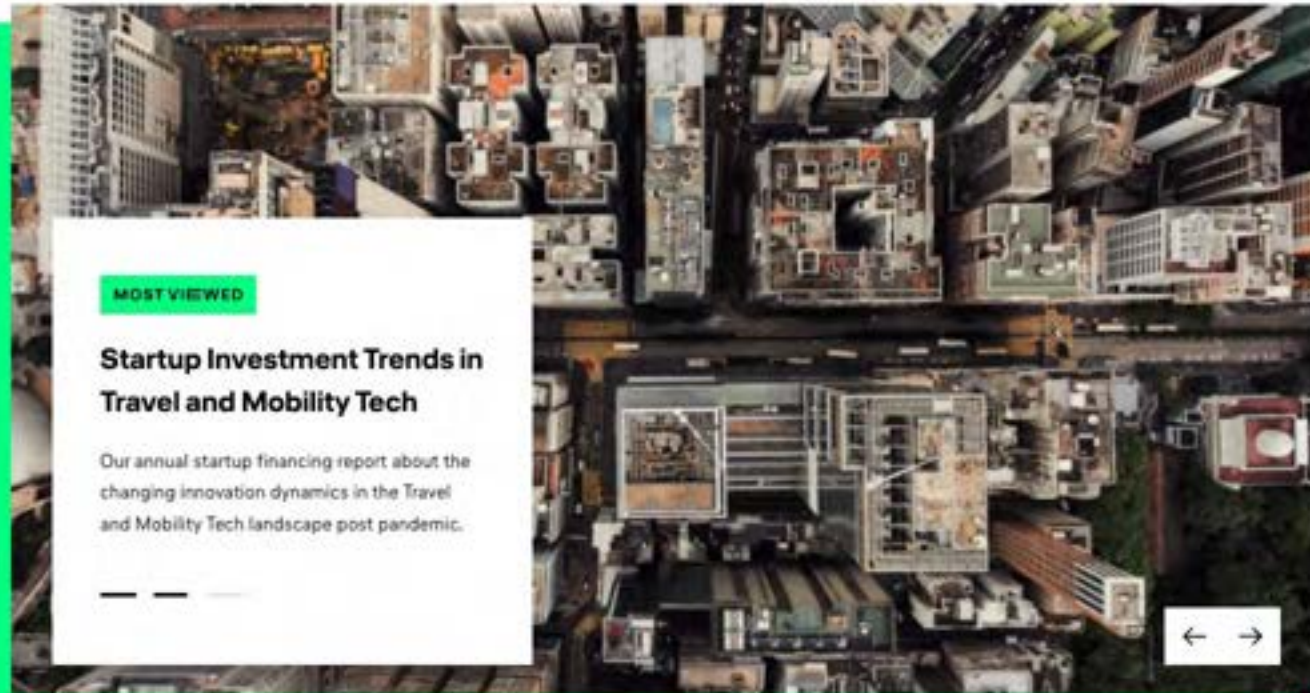 MOST VIEWED
Startup Investment Trends in
Travel and Mobility Tech
Our annual startup financing report about the
changing innovation dynamics in the Travel
and Mobility Tech landscape post pandemic.